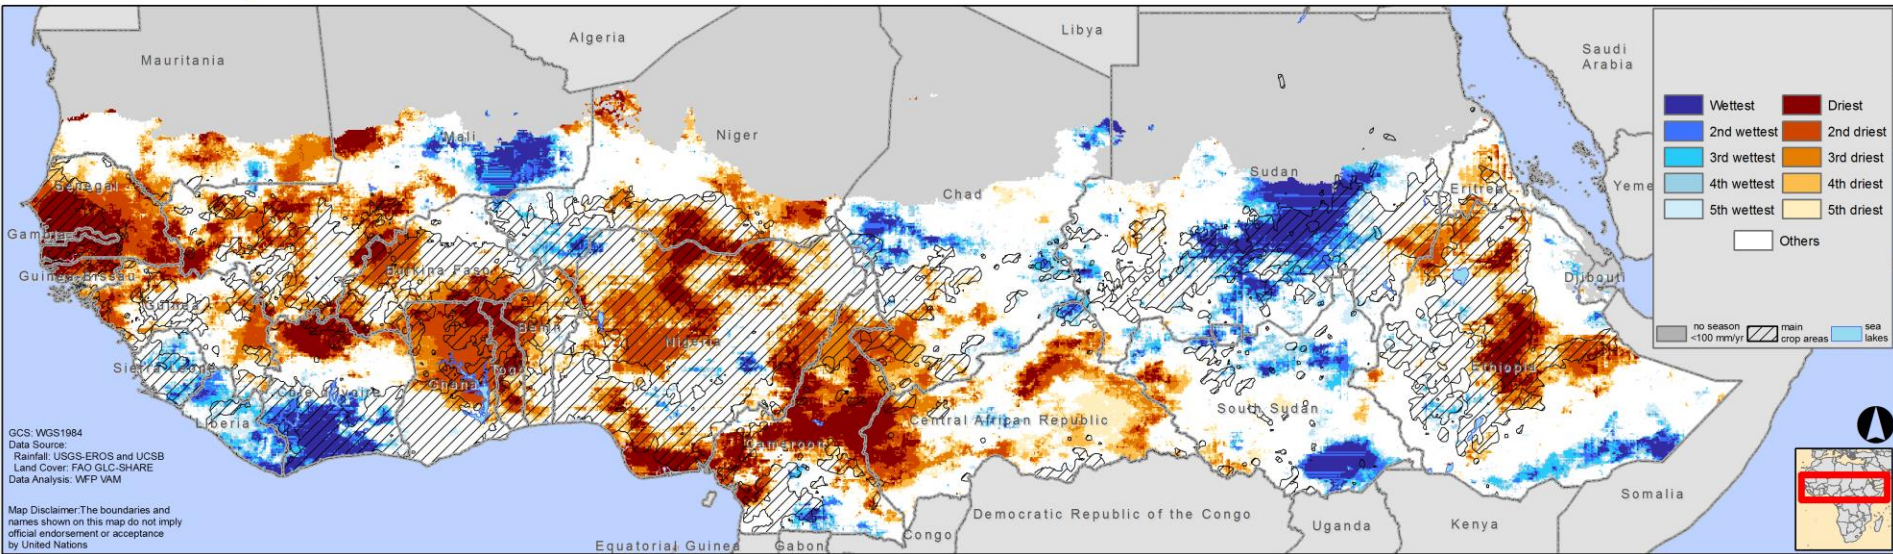 Algeria
Libya
Mauritania
Saudi
Arabia
Mali
Niger
Chad
Sudan
Eritrea
Yeme
Senegal
Gambia
Guinea-Bissau
Guinea
Burkina Faso
Benin
Nigeria
Togo
Ghana
Sierra Leone
Cote d'Ivoire
Liberia
Cameroon
Central African Republic
South Sudan
Ethiopia
Djibouti
Somalia
Democratic Republic of the Congo
Uganda
Kenya
Congo
Gabon
Equatorial Guinea
Wettest
Driest
2nd wettest
2nd driest
3rd wettest
3rd driest
4th wettest
4th driest
5th wettest
5th driest
Others
no season
<100 mm/yr
main
crop areas
sea
lakes
GCS: WGS1984
Data Source:
Rainfall: USGS-EROS and UCSB
Land Cover: FAO GLC-SHARE
Data Analysis: WFP VAM
Map Disclaimer:The boundaries and
names shown on this map do not imply
official endorsement or acceptance
by United Nations